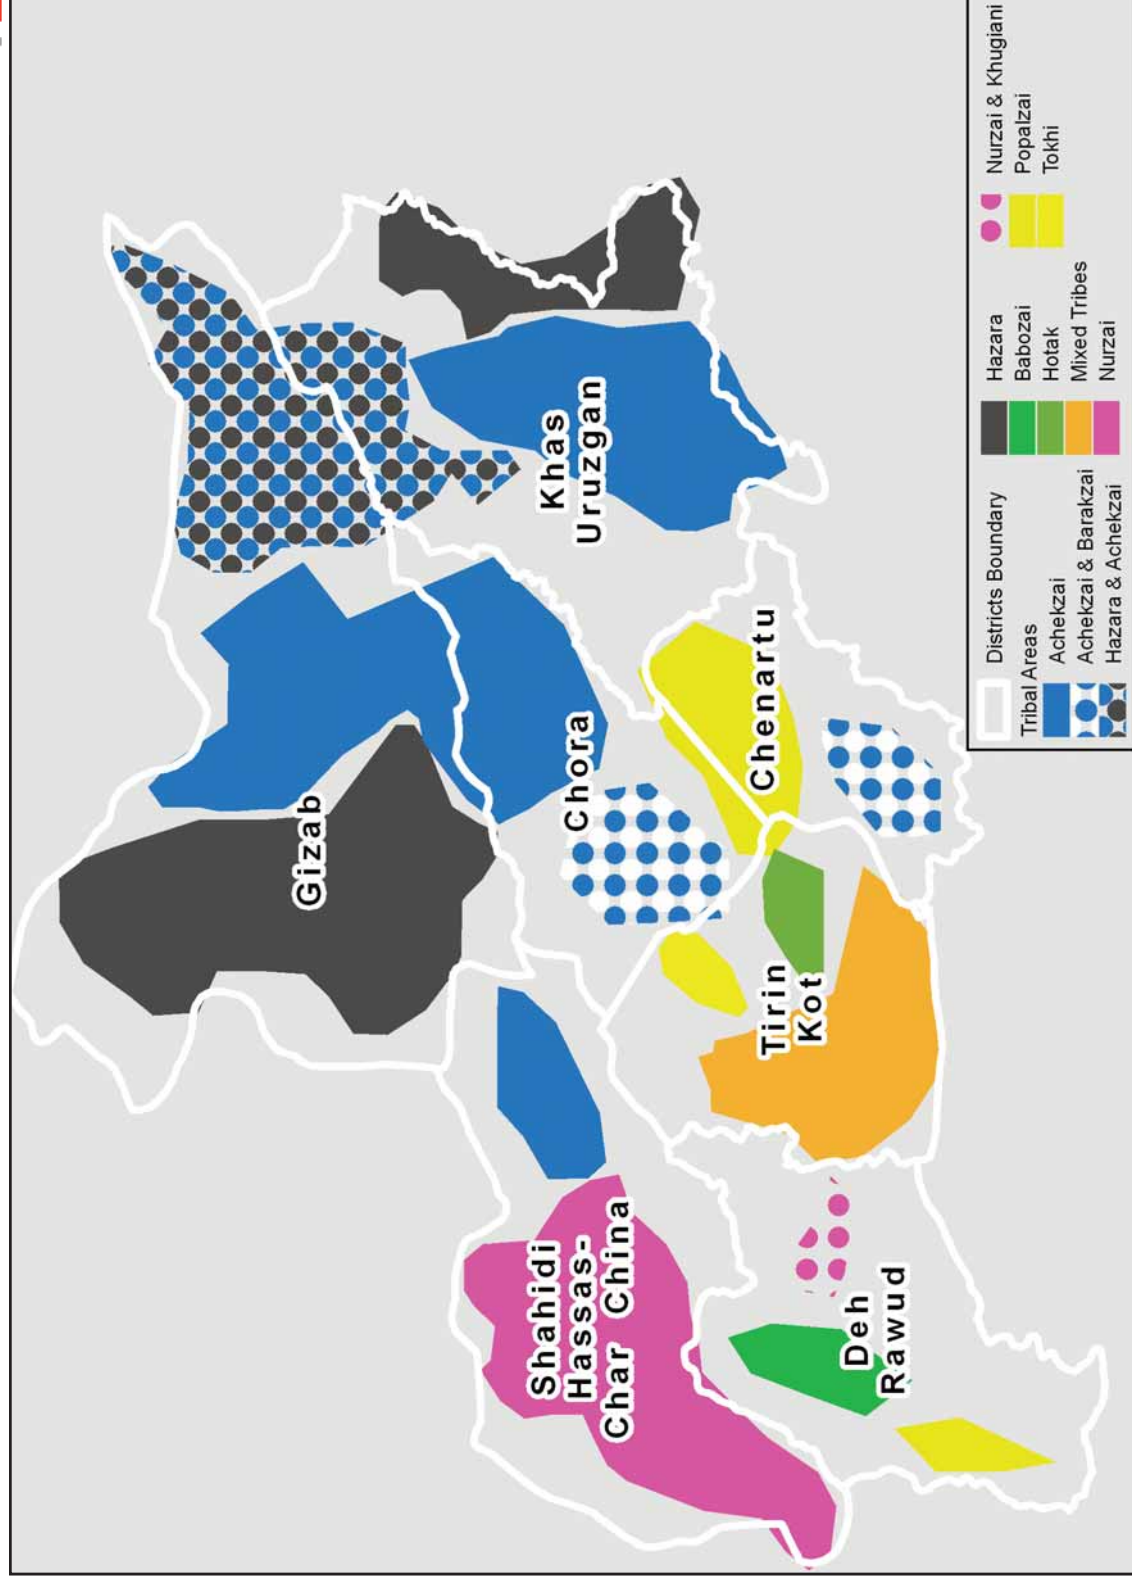 Gizab
Khas
Uruzgan
Chora
Chenartu
Shahidi
Hassas-
Char China
Tirin
Kot
Deh
Rawud
Districts Boundary
Tribal Areas
Achekzai
Achekzai & Barakzai
Hazara & Achekzai
Hazara
Babozai
Hotak
Mixed Tribes
Nurzai
Nurzai & Khugiani
Popalzai
Tokhi